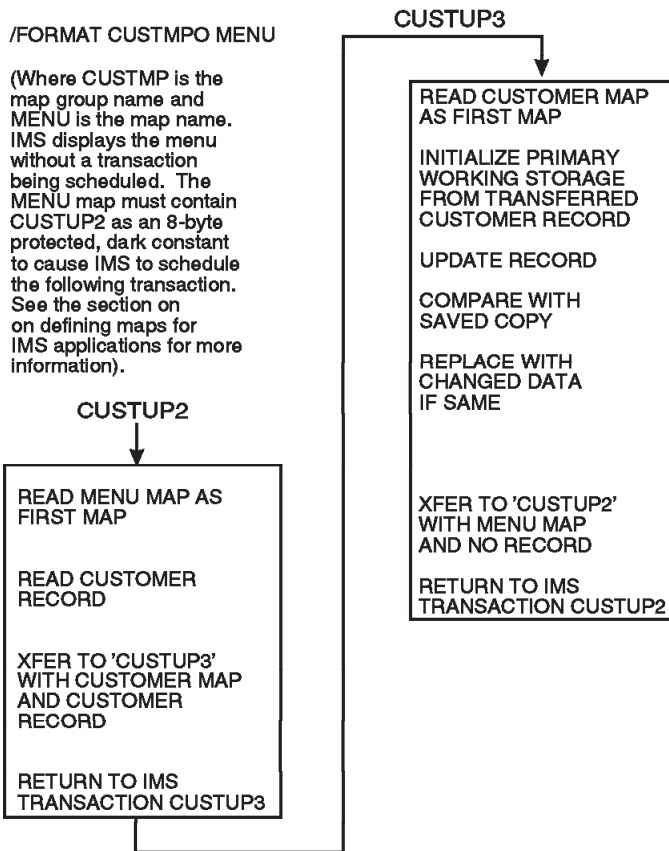 /FORMAT CUSTMPO MENU
(Where CUSTMP is the
map group name and
MENU is the map name.
IMS displays the menu
without a transaction
being scheduled. The
MENU map must contain
CUSTUP2 as an 8-byte
protected, dark constant
to cause IMS to schedule
the following transaction.
See the section on
on defining maps for
IMS applications for more
information).
CUSTUP2
READ MENU MAP AS
FIRST MAP
READ CUSTOMER
RECORD
XFER TO 'CUSTUP3'
WITH CUSTOMER MAP
AND CUSTOMER
RECORD
RETURN TO IMS
TRANSACTION CUSTUP3
CUSTUP3
READ CUSTOMER MAP
AS FIRST MAP
INITIALIZE PRIMARY
WORKING STORAGE
FROM TRANSFERRED
CUSTOMER RECORD
UPDATE RECORD
COMPARE WITH
SAVED COPY
REPLACE WITH
CHANGED DATA
IF SAME
XFER TO 'CUSTUP2'
WITH MENU MAP
AND NO RECORD
RETURN TO IMS
TRANSACTION CUSTUP2